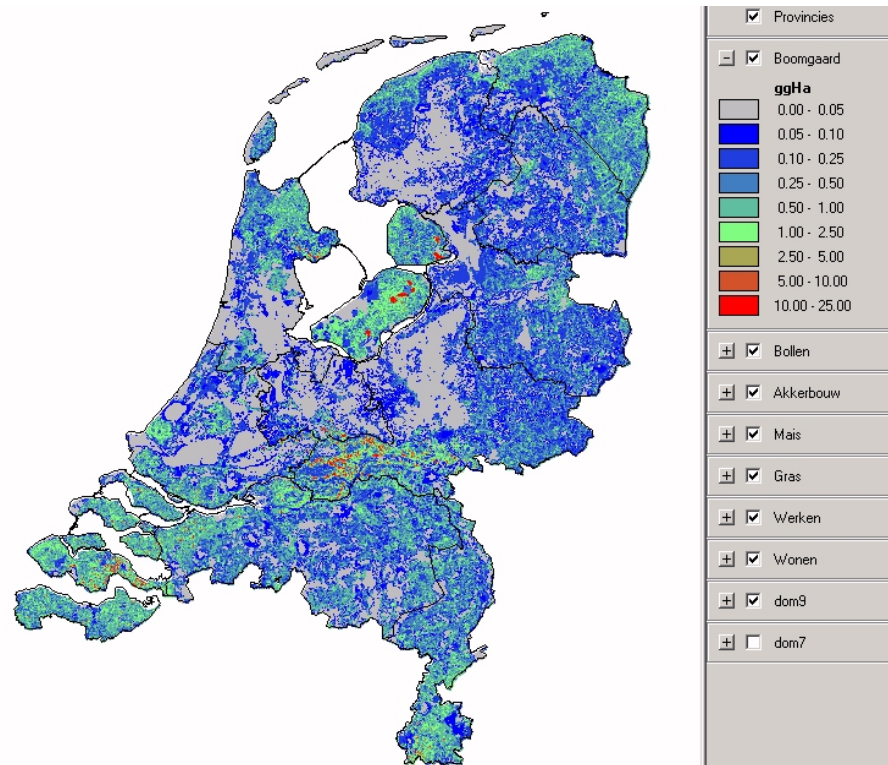 Provincies
Boomgaard
ggHa
0.00 - 0.05
0.05 - 0.10
0.10 - 0.25
0.25 - 0.50
0.50 - 1.00
1.00 - 2.50
2.50 - 5.00
5.00 - 10.00
10.00 - 25.00
Bollen
Akkerbouw
Mais
Gras
Werken
Wonen
dom9
dom7